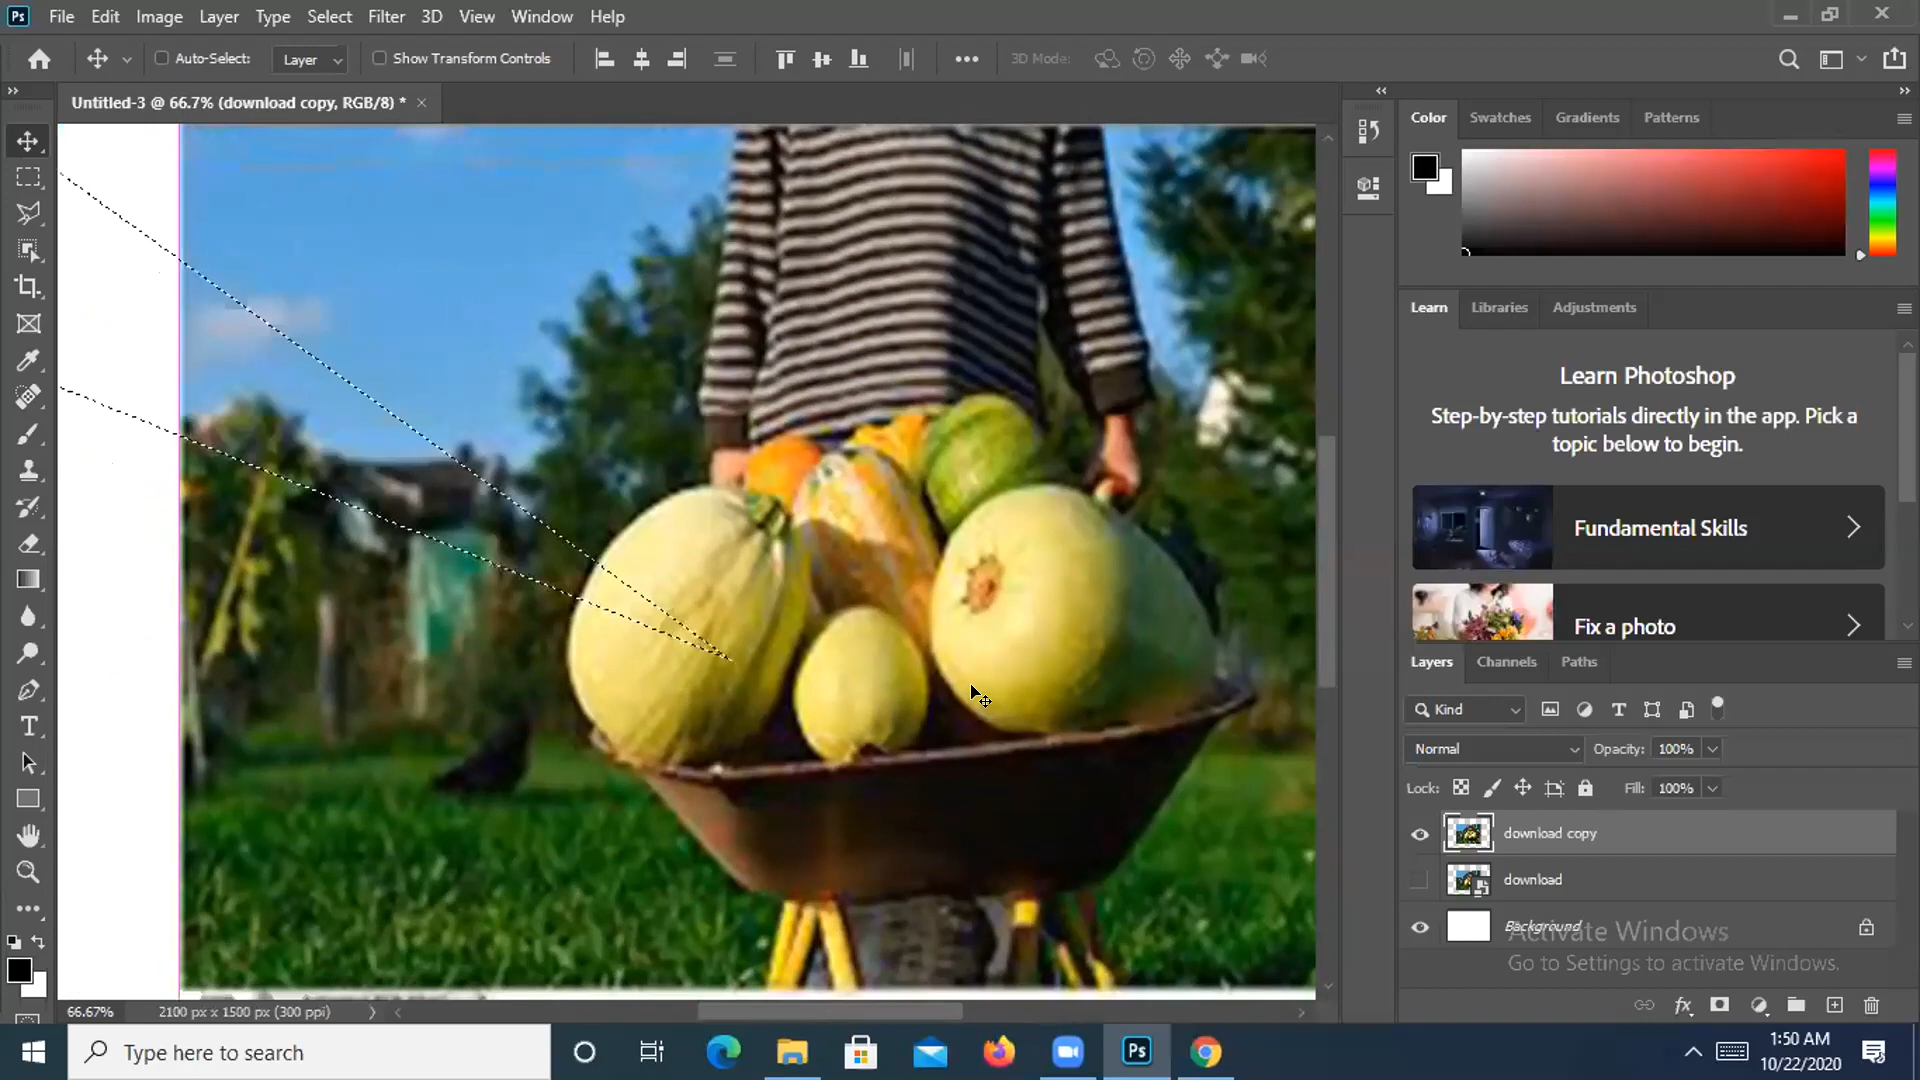 Ps File Edit Image Layer Type Select Filter 3D View Window Help
Auto-Select: Layer Show Transform Controls 3D Mode:
Untitled-3 @ 66.7% (download copy, RGB/8) *
Color Swatches Gradients Patterns
Learn Libraries Adjustments
Learn Photoshop
Step-by-step tutorials directly in the app. Pick a
topic below to begin.
Fundamental Skills
Fix a photo
Layers Channels Paths
Kind
Normal Opacity: 100%
Lock: Fill: 100%
download copy
download
Background
Activate Windows
Go to Settings to activate Windows.
66.67% 2100 px x 1500 px (300 ppi)
Type here to search
Ps
1:50 AM
10/22/2020